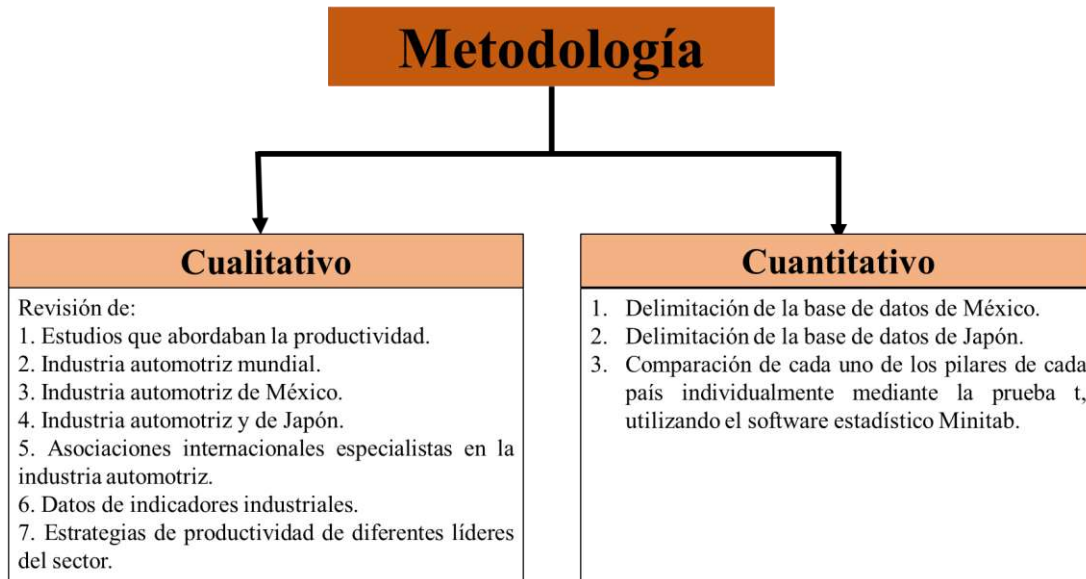 Metodología
Cualitativo
Revisión de:
1. Estudios que abordaban la productividad.
2. Industria automotriz mundial.
3. Industria automotriz de México.
4. Industria automotriz y de Japón.
5. Asociaciones internacionales especialistas en la
industria automotriz.
6. Datos de indicadores industriales.
7. Estrategias de productividad de diferentes líderes
del sector.
Cuantitativo
1. Delimitación de la base de datos de México.
2. Delimitación de la base de datos de Japón.
3. Comparación de cada uno de los pilares de cada
país individualmente mediante la prueba t,
utilizando el software estadístico Minitab.